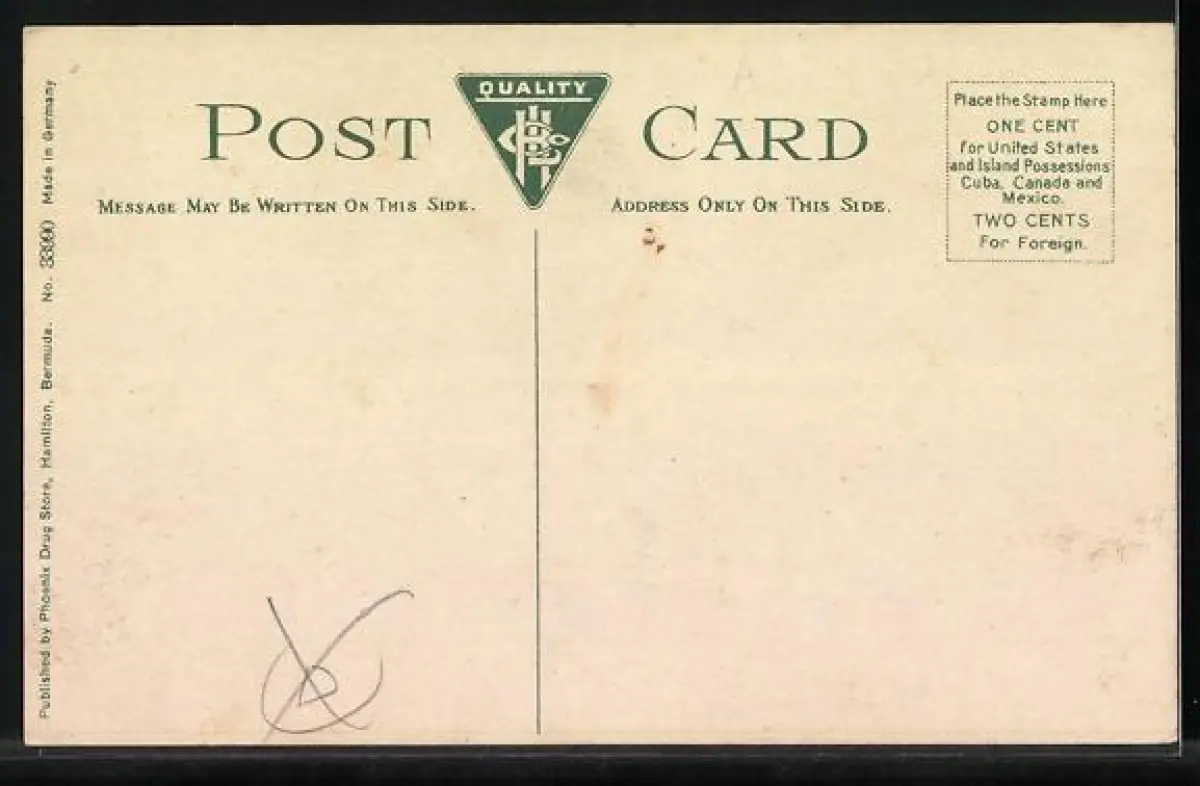 POST CARD
QUALITY
MESSAGE MAY BE WRITTEN ON THIS SIDE.
ADDRESS ONLY ON THIS SIDE.
Place the Stamp Here
ONE CENT
for United States
and Island Possessions
Cuba, Canada and
Mexico.
TWO CENTS
For Foreign.
Published by Phoenix Drug Store, Hamilton, Bermuda. No. 33090 Made in Germany